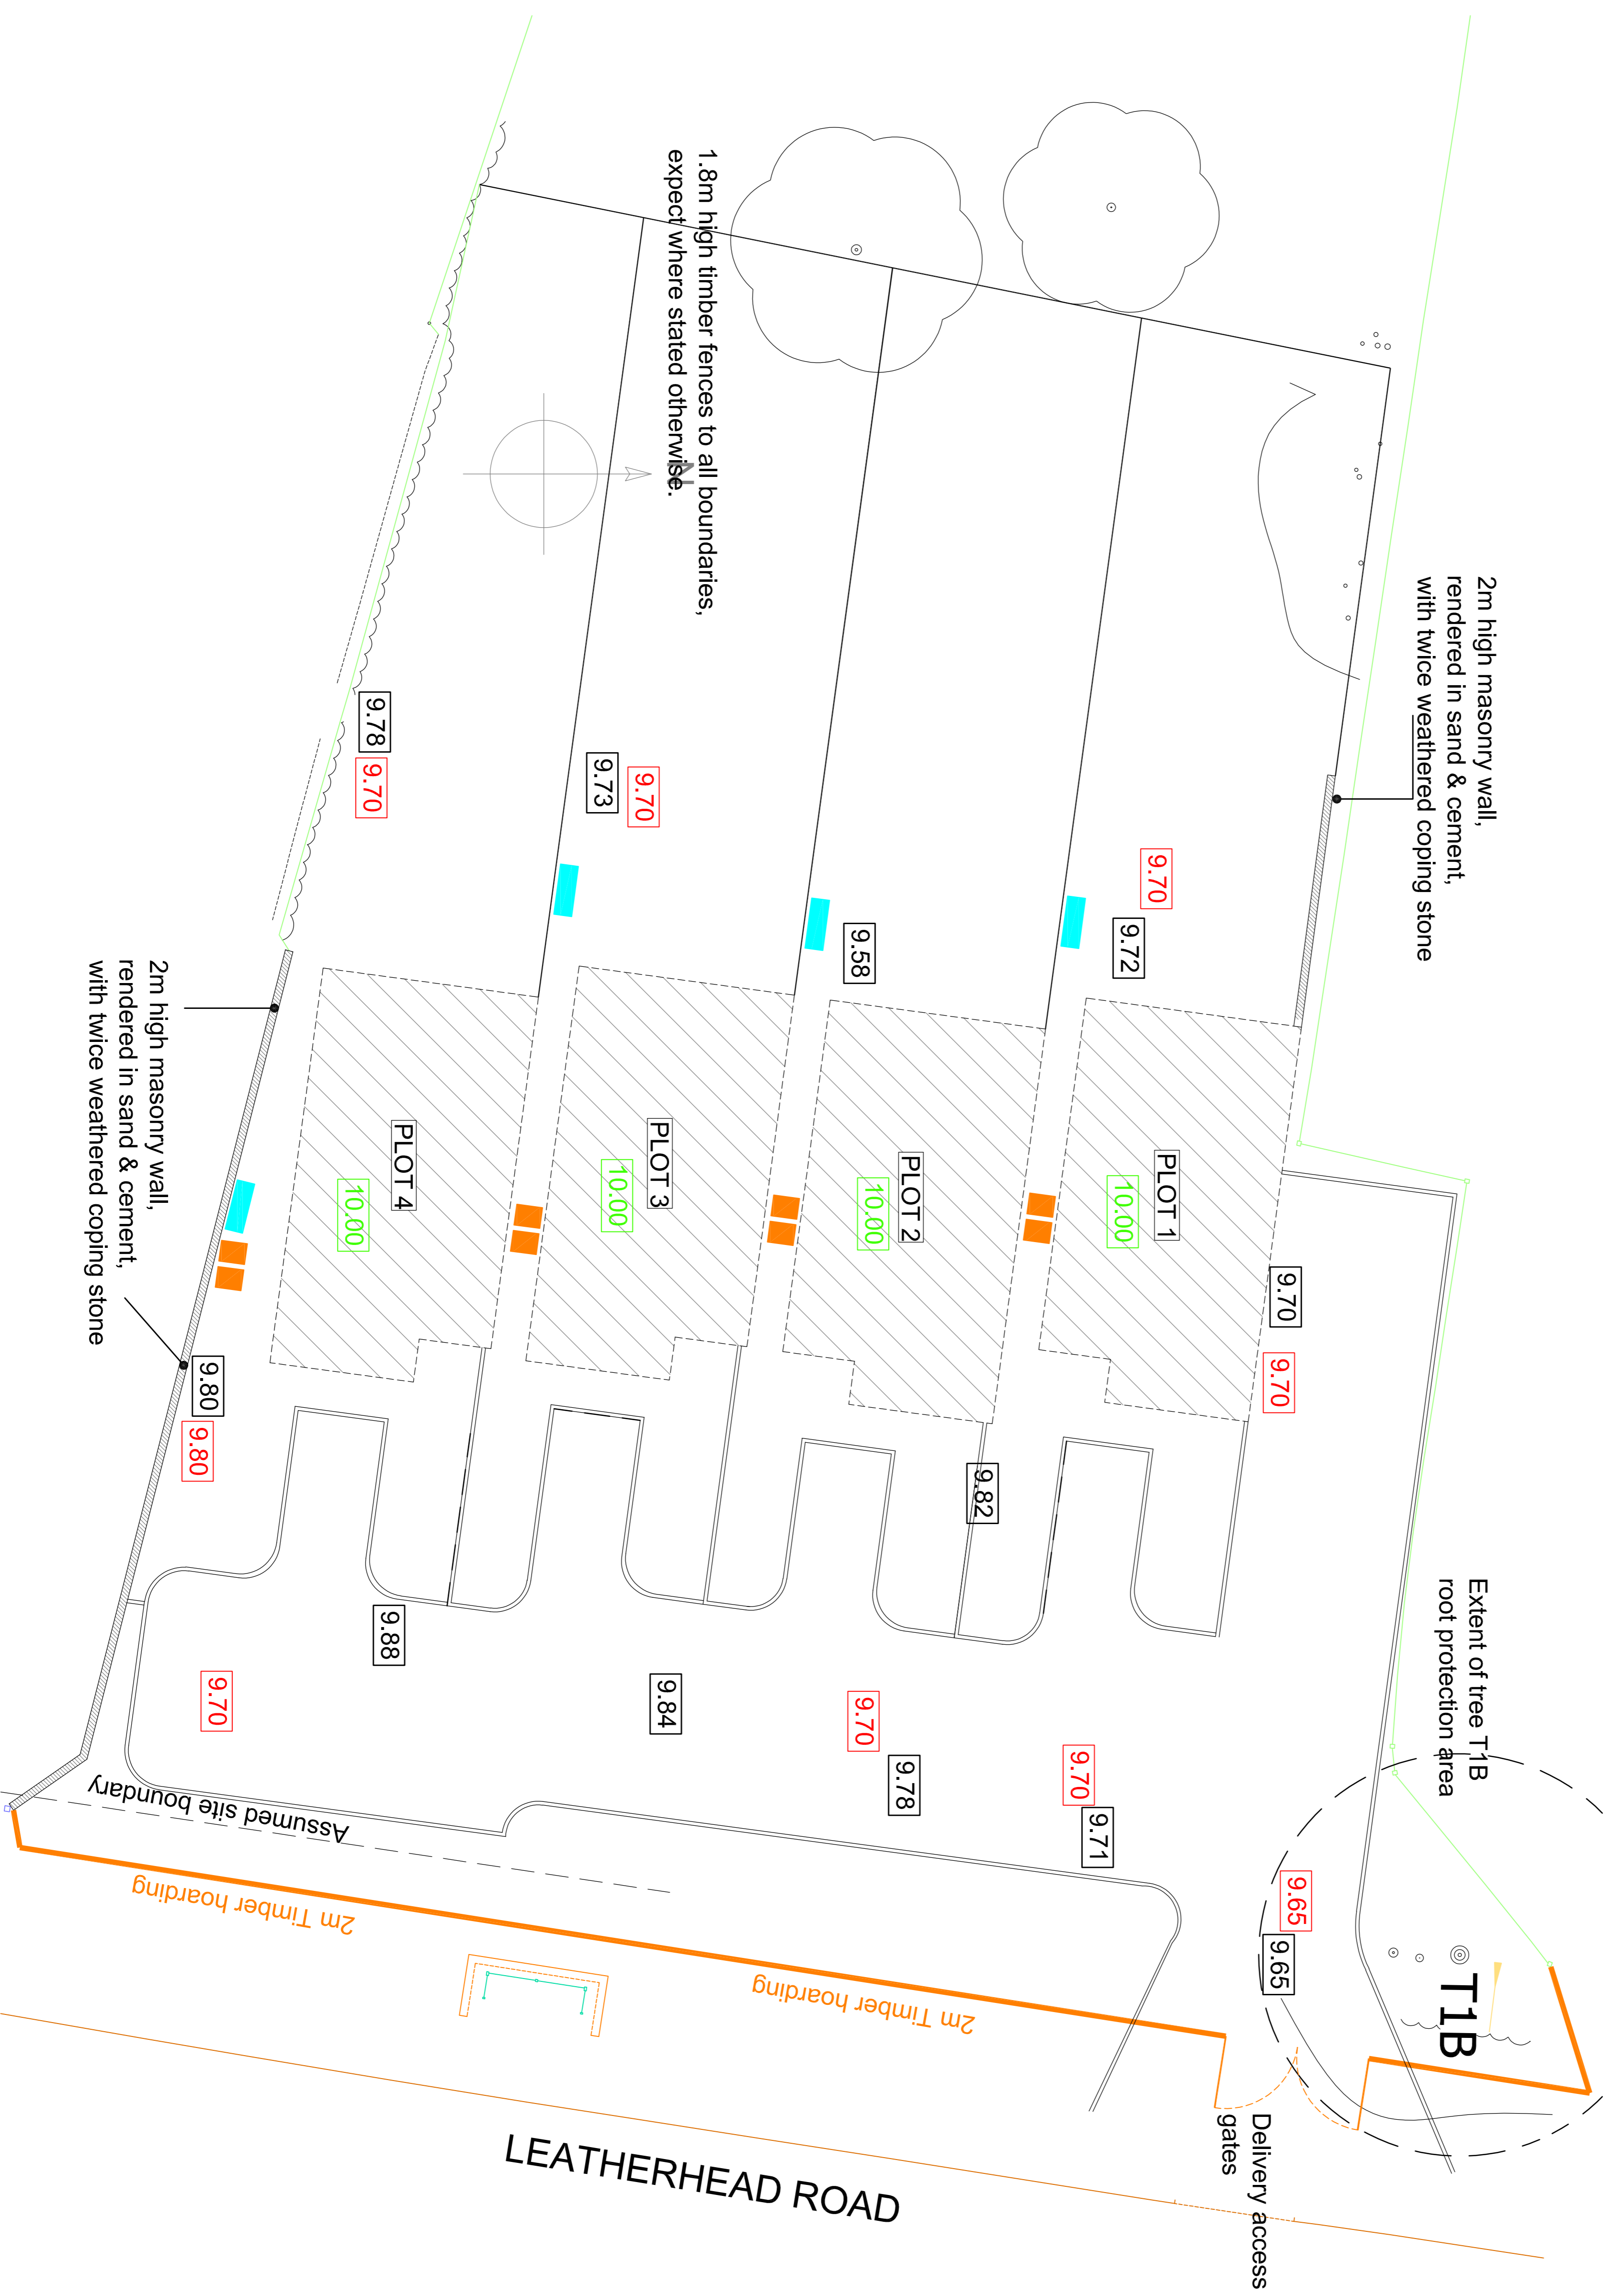 1.8m high timber fences to all boundaries,
expect where stated otherwise.
N
2m high masonry wall,
rendered in sand & cement,
with twice weathered coping stone
9.78
9.70
9.70
9.73
9.70
9.72
9.58
2m high masonry wall,
rendered in sand & cement,
with twice weathered coping stone
PLOT 4
10.00
PLOT 3
10.00
PLOT 2
10.00
PLOT 1
10.00
9.70
9.70
9.80
9.80
9.82
9.88
9.84
9.70
9.70
9.78
9.70
9.71
Extent of tree T1B
root protection area
9.65
9.65
T1B
Assumed site boundary
2m Timber hoarding
2m Timber hoarding
Delivery access
gates
LEATHERHEAD ROAD